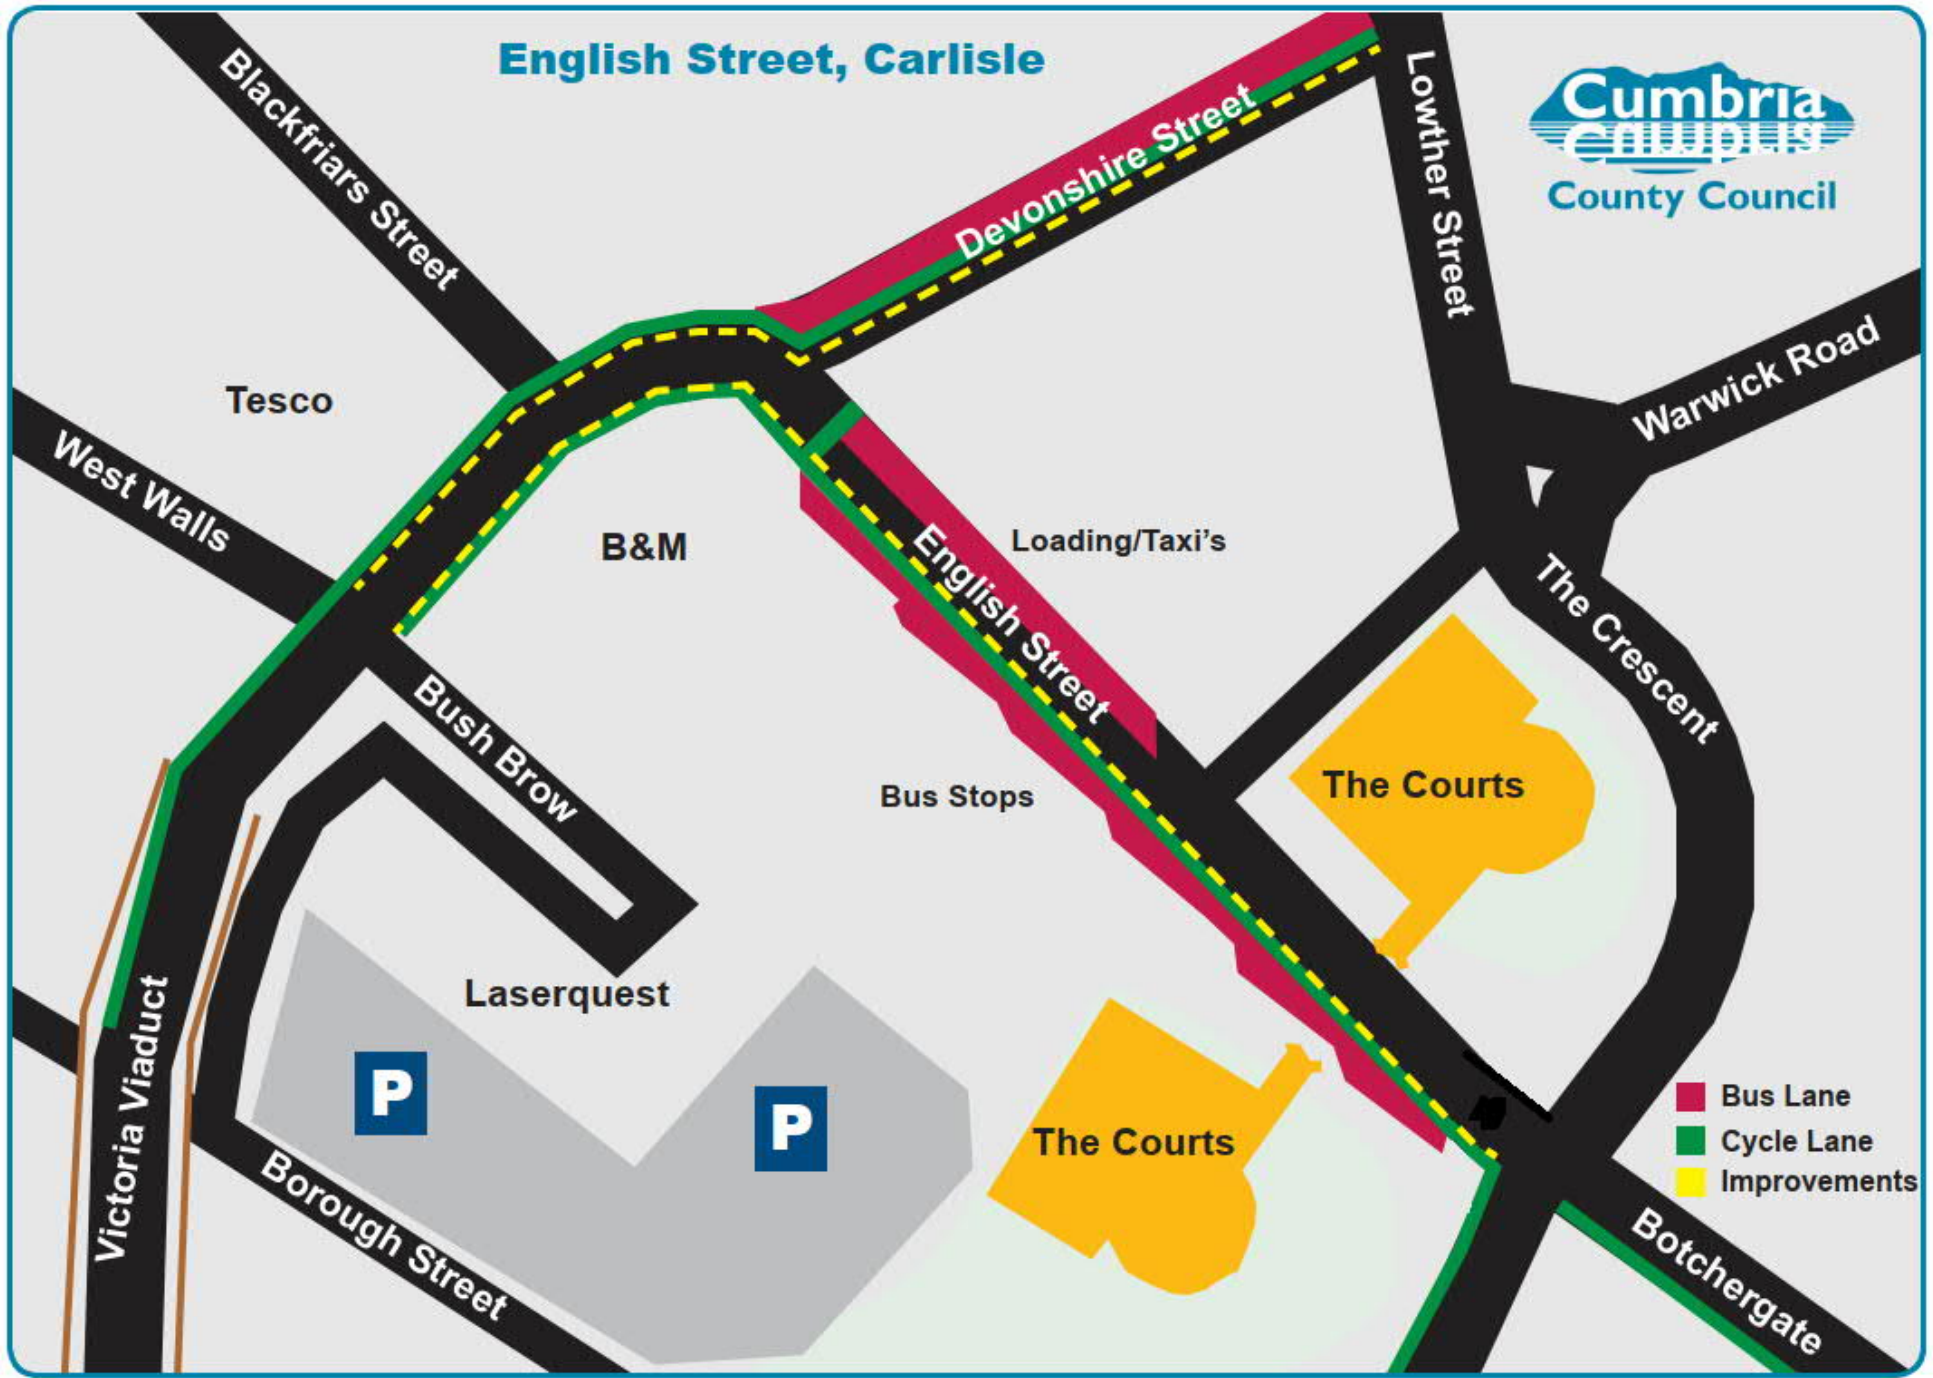 English Street, Carlisle
Cumbria
County Council
Blackfriars Street
Devonshire Street
Lowther Street
Warwick Road
Tesco
West Walls
B&M
Loading/Taxi's
English Street
The Crescent
Bush Brow
The Courts
Bus Stops
Laserquest
P
P
The Courts
Victoria Viaduct
Borough Street
Bus Lane
Cycle Lane
Improvements
Botchergate